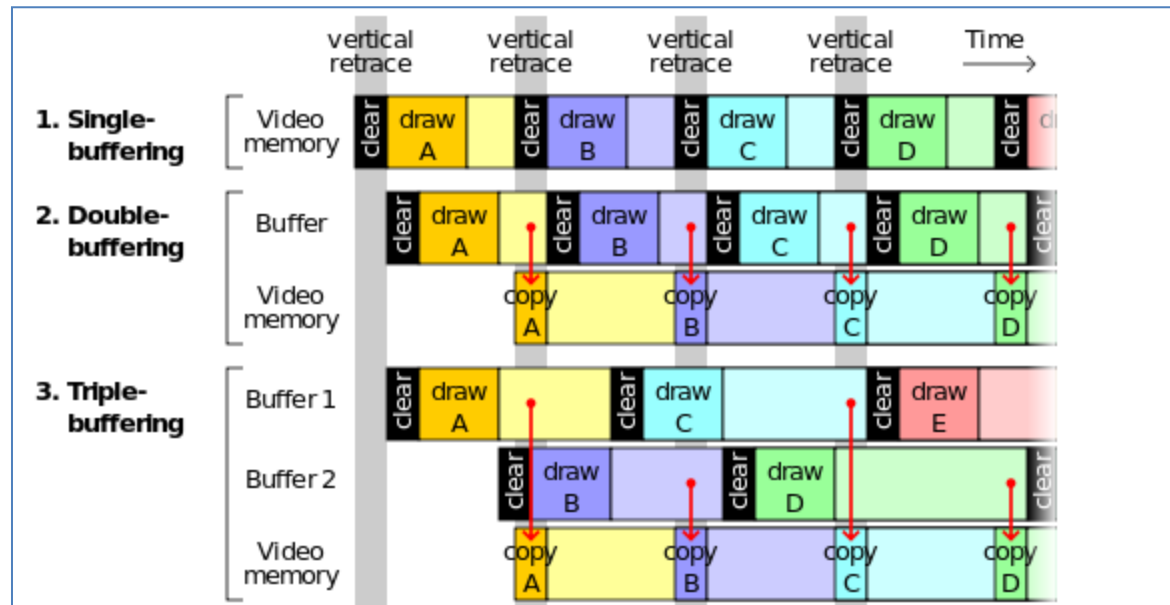 vertical retrace
vertical retrace
vertical retrace
vertical retrace
Time
1. Single-buffering
Video memory
clear
draw A
clear
draw B
clear
draw C
clear
draw D
clear
2. Double-buffering
Buffer
clear
draw A
clear
draw B
clear
draw C
clear
draw D
clear
Video memory
copy A
copy B
copy C
copy D
3. Triple-buffering
Buffer 1
clear
draw A
clear
draw C
clear
draw E
Buffer 2
clear
draw B
clear
draw D
clear
Video memory
copy A
copy B
copy C
copy D